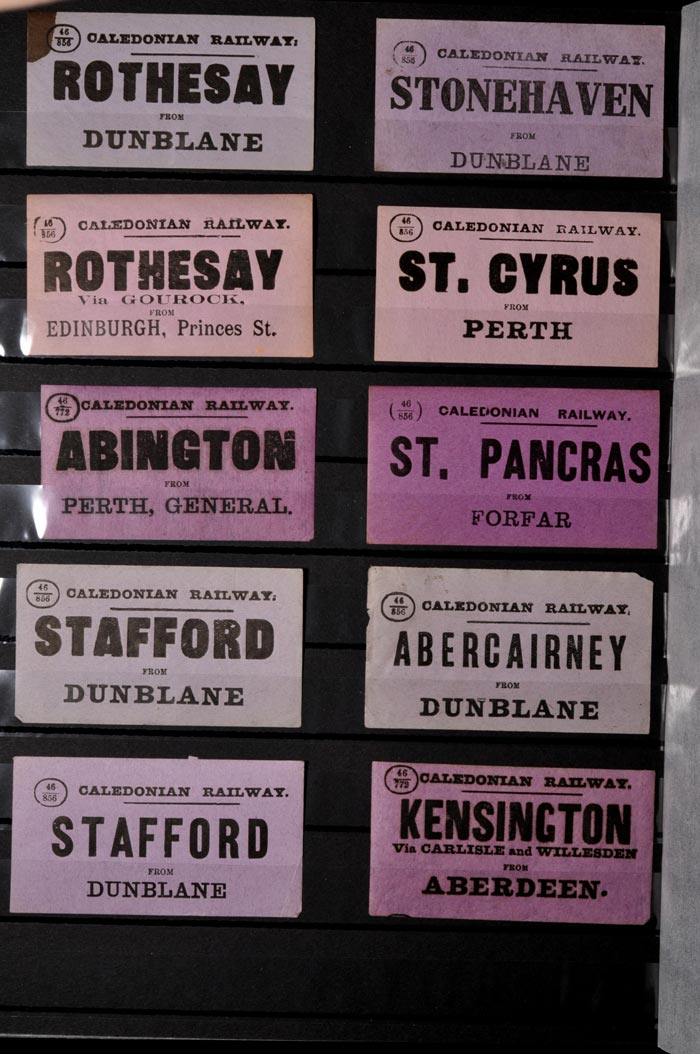 46
856
CALEDONIAN RAILWAY.
ROTHESAY
FROM
DUNBLANE
46
856
CALEDONIAN RAILWAY.
STONEHAVEN
FROM
DUNBLANE
46
856
CALEDONIAN RAILWAY.
ROTHESAY
Via GOUROCK,
FROM
EDINBURGH, Princes St.
46
856
CALEDONIAN RAILWAY.
ST. CYRUS
FROM
PERTH
46
772
CALEDONIAN RAILWAY.
ABINGTON
FROM
PERTH, GENERAL.
46
856
CALEDONIAN RAILWAY.
ST. PANCRAS
FROM
FORFAR
46
856
CALEDONIAN RAILWAY.
STAFFORD
FROM
DUNBLANE
46
856
CALEDONIAN RAILWAY.
ABERCAIRNEY
FROM
DUNBLANE
46
856
CALEDONIAN RAILWAY.
STAFFORD
FROM
DUNBLANE
46
772
CALEDONIAN RAILWAY.
KENSINGTON
Via CARLISLE and WILLESDEN
FROM
ABERDEEN.